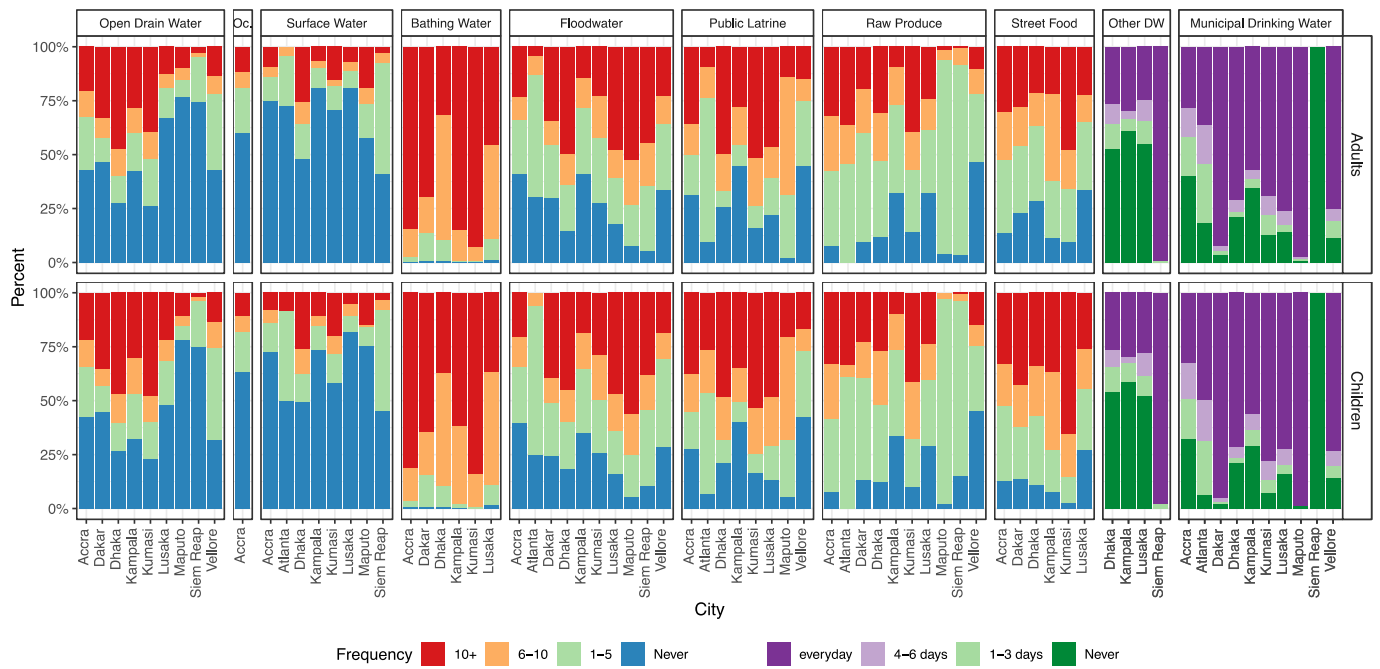 Open Drain Water Oc. Surface Water Bathing Water Floodwater Public Latrine Raw Produce Street Food Other DW Municipal Drinking Water
100%
75%
50%
25%
0%
Adults
100%
75%
50%
25%
0%
Children
Percent
Accra Dakar Dhaka Kampala Kumasi Lusaka Maputo Siem Reap Vellore
Accra
Accra Atlanta Dhaka Kampala Kumasi Lusaka Maputo Siem Reap
Accra Dakar Dhaka Kampala Kumasi Lusaka
Accra Atlanta Dakar Dhaka Kampala Kumasi Lusaka Maputo Siem Reap Vellore
Accra Atlanta Dhaka Kampala Kumasi Lusaka Maputo Vellore
Accra Atlanta Dakar Dhaka Kampala Kumasi Lusaka Maputo Siem Reap Vellore
Accra Dakar Dhaka Kampala Kumasi Lusaka
Dhaka Kampala Lusaka Siem Reap
Accra Atlanta Dakar Dhaka Kampala Kumasi Lusaka Maputo Siem Reap Vellore
City
Frequency 10+ 6–10 1–5 Never everyday 4–6 days 1–3 days Never